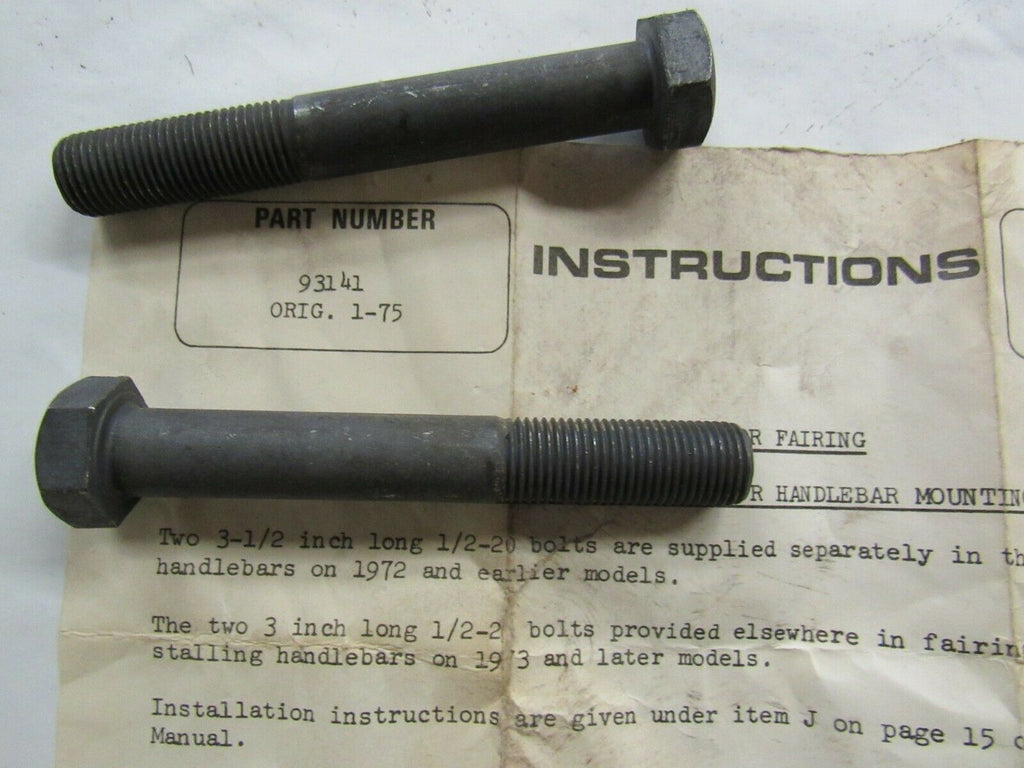 PART NUMBER
93141
ORIG. 1-75
INSTRUCTIONS
FAIRING
HANDLEBAR
Two 3-1/2 inch long 1/2-20 bolts are supplied separately in
handlebars on 1972 and earlier models.
The two 3 inch long 1/2-2 bolts provided elsewhere in
stalling handlebars on 19 3 and later models.
Installation instructions are given under item J on page 15
Manual.